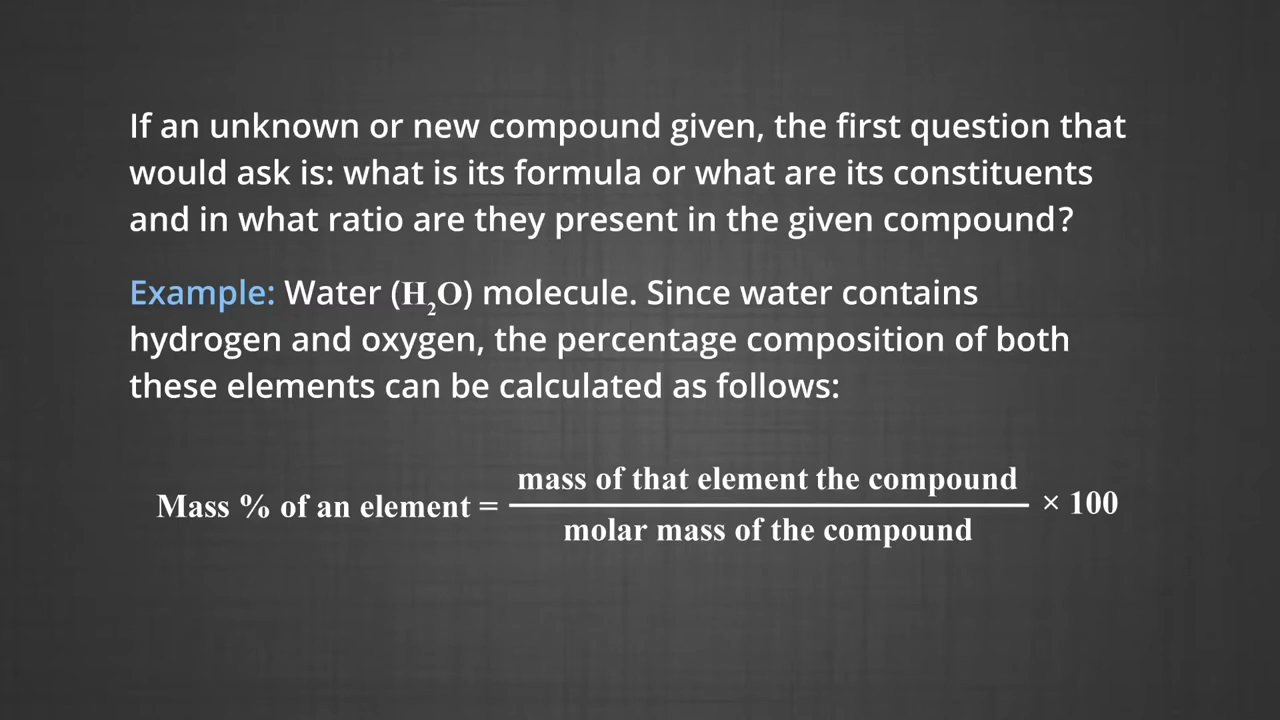 If an unknown or new compound given, the first question that
would ask is: what is its formula or what are its constituents
and in what ratio are they present in the given compound?
Example: Water (H₂O) molecule. Since water contains
hydrogen and oxygen, the percentage composition of both
these elements can be calculated as follows:
mass of that element the compound
Mass % of an element = × 100
molar mass of the compound